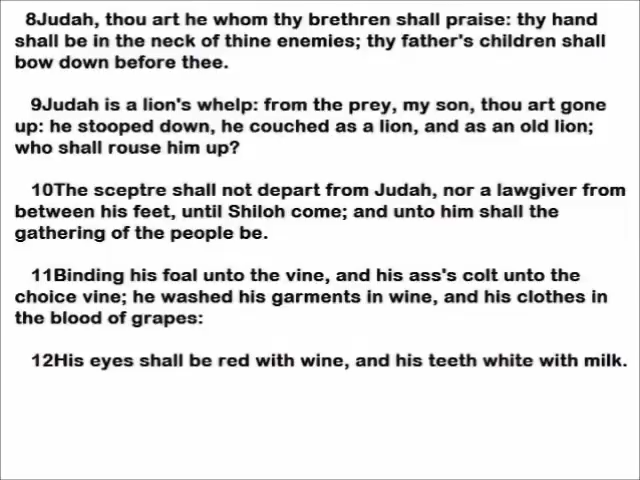 8Judah, thou art he whom thy brethren shall praise: thy hand
shall be in the neck of thine enemies; thy father's children shall
bow down before thee.
9Judah is a lion's whelp: from the prey, my son, thou art gone
up: he stooped down, he couched as a lion, and as an old lion;
who shall rouse him up?
10The sceptre shall not depart from Judah, nor a lawgiver from
between his feet, until Shiloh come; and unto him shall the
gathering of the people be.
11Binding his foal unto the vine, and his ass's colt unto the
choice vine; he washed his garments in wine, and his clothes in
the blood of grapes:
12His eyes shall be red with wine, and his teeth white with milk.